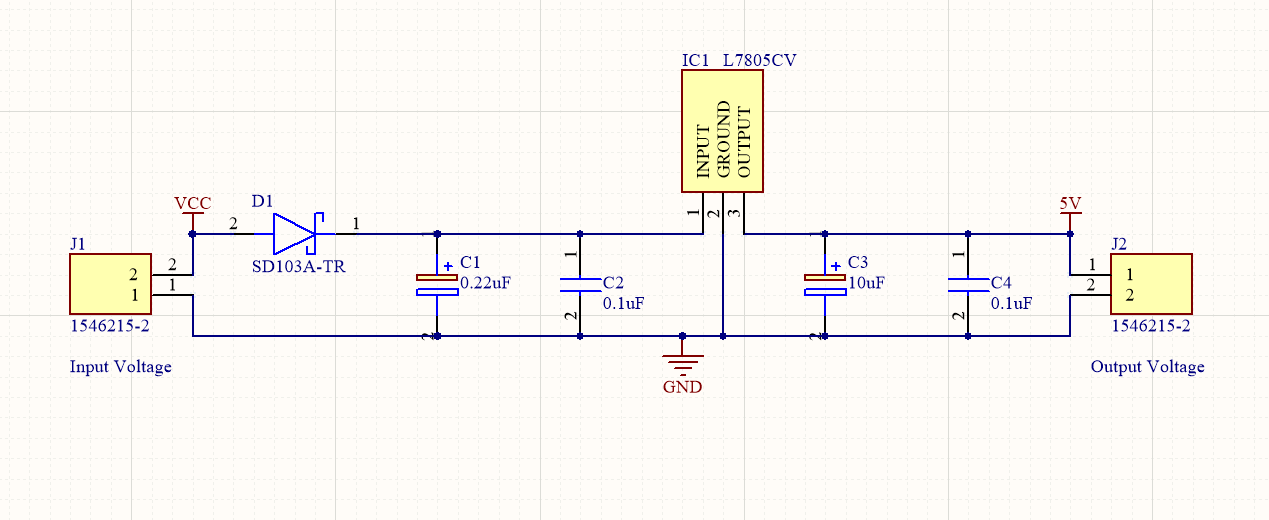 IC1 L7805CV
INPUT
GROUND
OUTPUT
1
2
3
VCC
D1
2
1
SD103A-TR
J1
2
2
1
1
1546215-2
Input Voltage
1
+
C1
0.22uF
2
1
C2
0.1uF
2
GND
1
+
C3
10uF
2
1
C4
0.1uF
2
5V
J2
1
1
2
2
1546215-2
Output Voltage